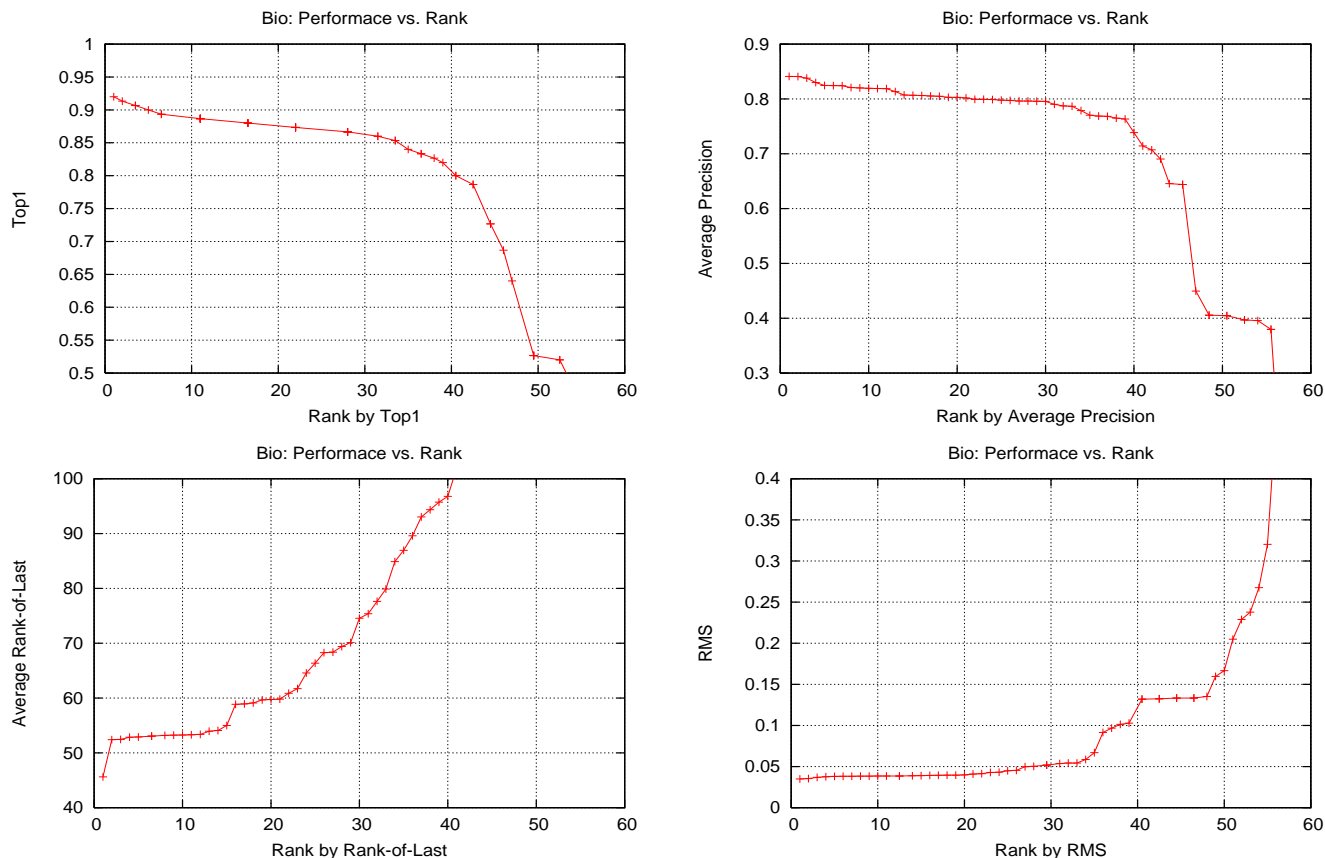 Bio: Performace vs. Rank
1
0.95
0.9
0.85
0.8
0.75
0.7
0.65
0.6
0.55
0.5
0 10 20 30 40 50 60
Top1
Rank by Top1
Bio: Performace vs. Rank
0.9
0.8
0.7
0.6
0.5
0.4
0.3
0 10 20 30 40 50 60
Average Precision
Rank by Average Precision
Bio: Performace vs. Rank
100
90
80
70
60
50
40
0 10 20 30 40 50 60
Average Rank-of-Last
Rank by Rank-of-Last
Bio: Performace vs. Rank
0.4
0.35
0.3
0.25
0.2
0.15
0.1
0.05
0
0 10 20 30 40 50 60
RMS
Rank by RMS